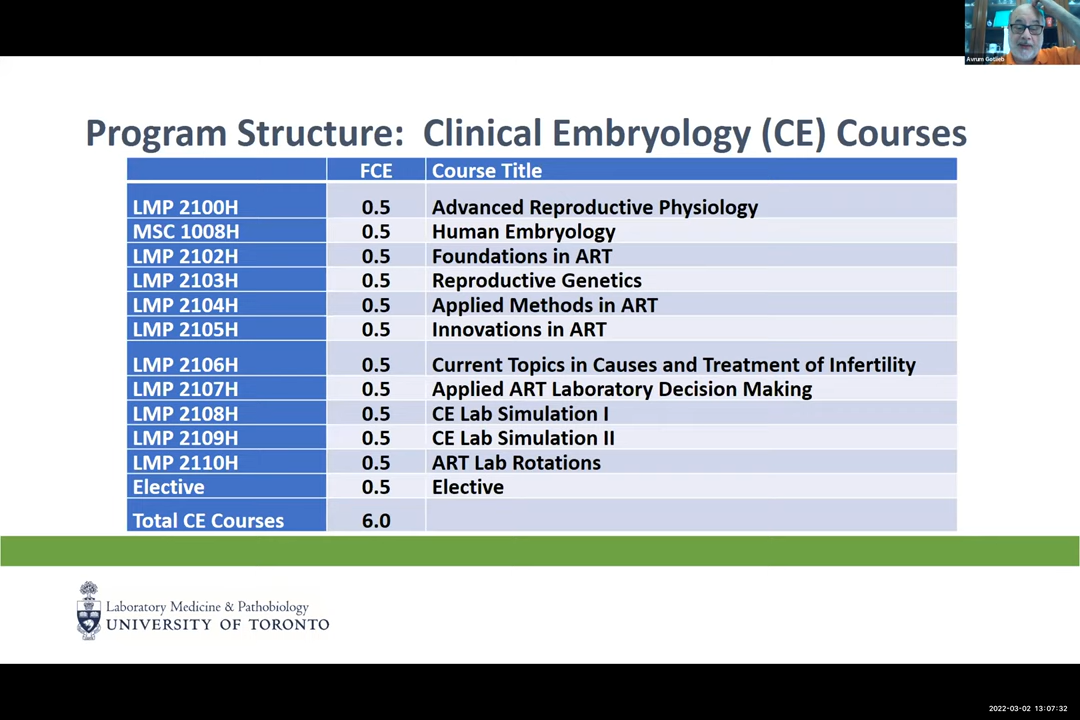 Avrum Gotlieb
Program Structure:  Clinical Embryology (CE) Courses
FCE Course Title
LMP 2100H 0.5 Advanced Reproductive Physiology
MSC 1008H 0.5 Human Embryology
LMP 2102H 0.5 Foundations in ART
LMP 2103H 0.5 Reproductive Genetics
LMP 2104H 0.5 Applied Methods in ART
LMP 2105H 0.5 Innovations in ART
LMP 2106H 0.5 Current Topics in Causes and Treatment of Infertility
LMP 2107H 0.5 Applied ART Laboratory Decision Making
LMP 2108H 0.5 CE Lab Simulation I
LMP 2109H 0.5 CE Lab Simulation II
LMP 2110H 0.5 ART Lab Rotations
Elective 0.5 Elective
Total CE Courses 6.0
Laboratory Medicine & Pathobiology
UNIVERSITY OF TORONTO
2022-03-02 13:07:32